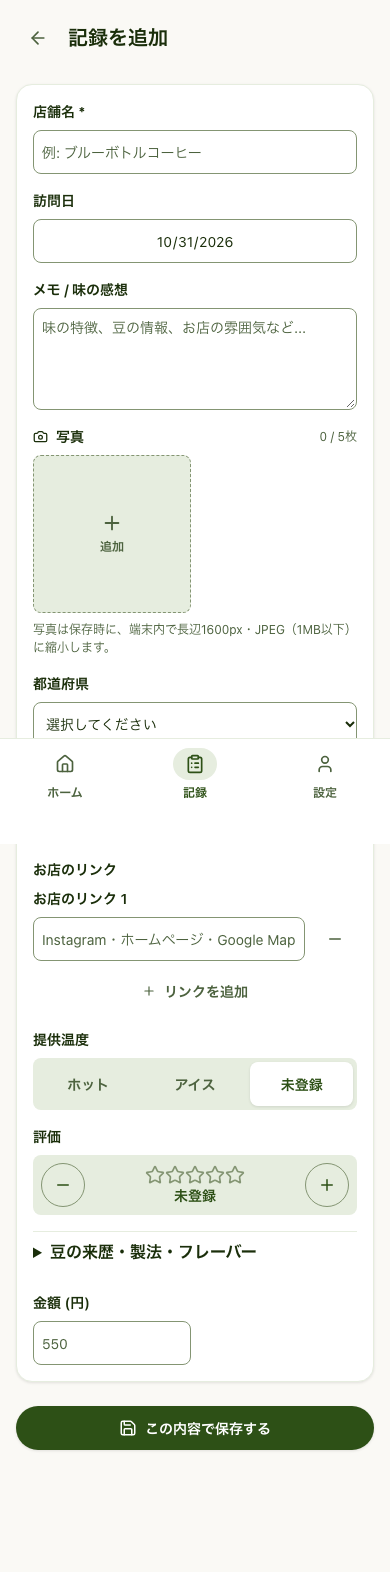 記録を追加
店舗名 *
例: ブルーボトルコーヒー
訪問日
10/31/2026
メモ / 味の感想
味の特徴、豆の情報、お店の雰囲気など...
写真
0 / 5枚
追加
写真は保存時に、端末内で長辺1600px・JPEG（1MB以下）
に縮小します。
都道府県
選択してください
ホーム
記録
設定
お店のリンク
お店のリンク 1
Instagram・ホームページ・Google Map
リンクを追加
提供温度
ホット
アイス
未登録
評価
未登録
豆の来歴・製法・フレーバー
金額 (円)
550
この内容で保存する